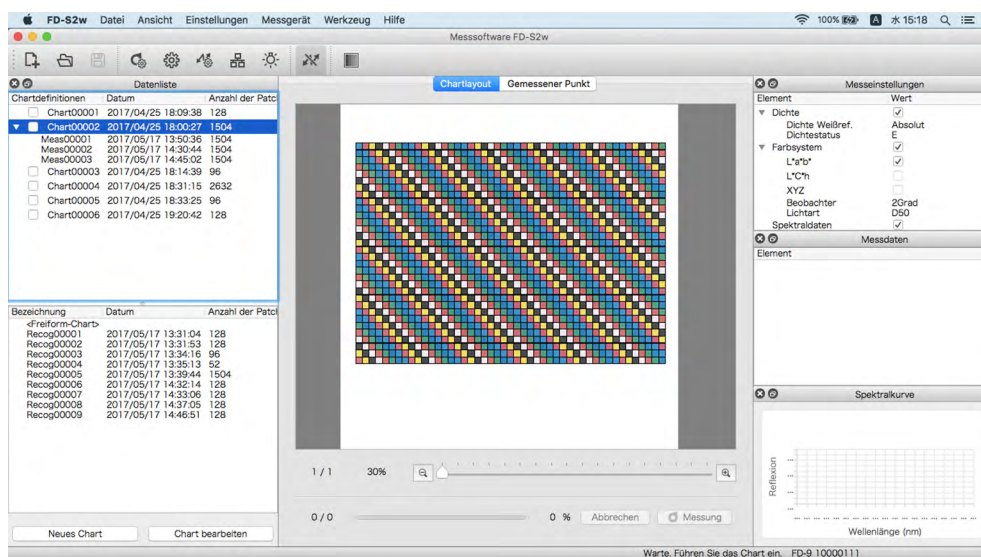 FD-S2w Datei Ansicht Einstellungen Messgerät Werkzeug Hilfe 100% A 水 15:18
Messsoftware FD-S2w
Datenliste
Chartdefinitionen Datum Anzahl der Patcl
Chart00001 2017/04/25 18:09:38 128
Chart00002 2017/04/25 18:00:27 1504
Meas00001 2017/05/17 13:50:36 1504
Meas00002 2017/05/17 14:30:44 1504
Meas00003 2017/05/17 14:45:02 1504
Chart00003 2017/04/25 18:14:39 96
Chart00004 2017/04/25 18:31:15 2632
Chart00005 2017/04/25 18:33:25 96
Chart00006 2017/04/25 19:20:42 128
Bezeichnung Datum Anzahl der Patcl
<Freiform-Chart>
Recog00001 2017/05/17 13:31:04 128
Recog00002 2017/05/17 13:31:53 128
Recog00003 2017/05/17 13:34:16 96
Recog00004 2017/05/17 13:35:13 52
Recog00005 2017/05/17 13:39:44 1504
Recog00006 2017/05/17 14:32:14 128
Recog00007 2017/05/17 14:33:06 128
Recog00008 2017/05/17 14:37:05 128
Recog00009 2017/05/17 14:46:51 128
Neues Chart Chart bearbeiten
Chartlayout Gemessener Punkt
1 / 1 30%
0 / 0 0 % Abbrechen Messung
Messeinstellungen
Element Wert
Dichte
Dichte Weißref. Absolut
Dichtestatus E
Farbsystem
L*a*b*
L*C*h
XYZ
Beobachter 2Grad
Lichtart D50
Spektraldaten
Messdaten
Element
Spektralkurve
Reflexion
Wellenlänge (nm)
Warte. Führen Sie das Chart ein. FD-9 10000111